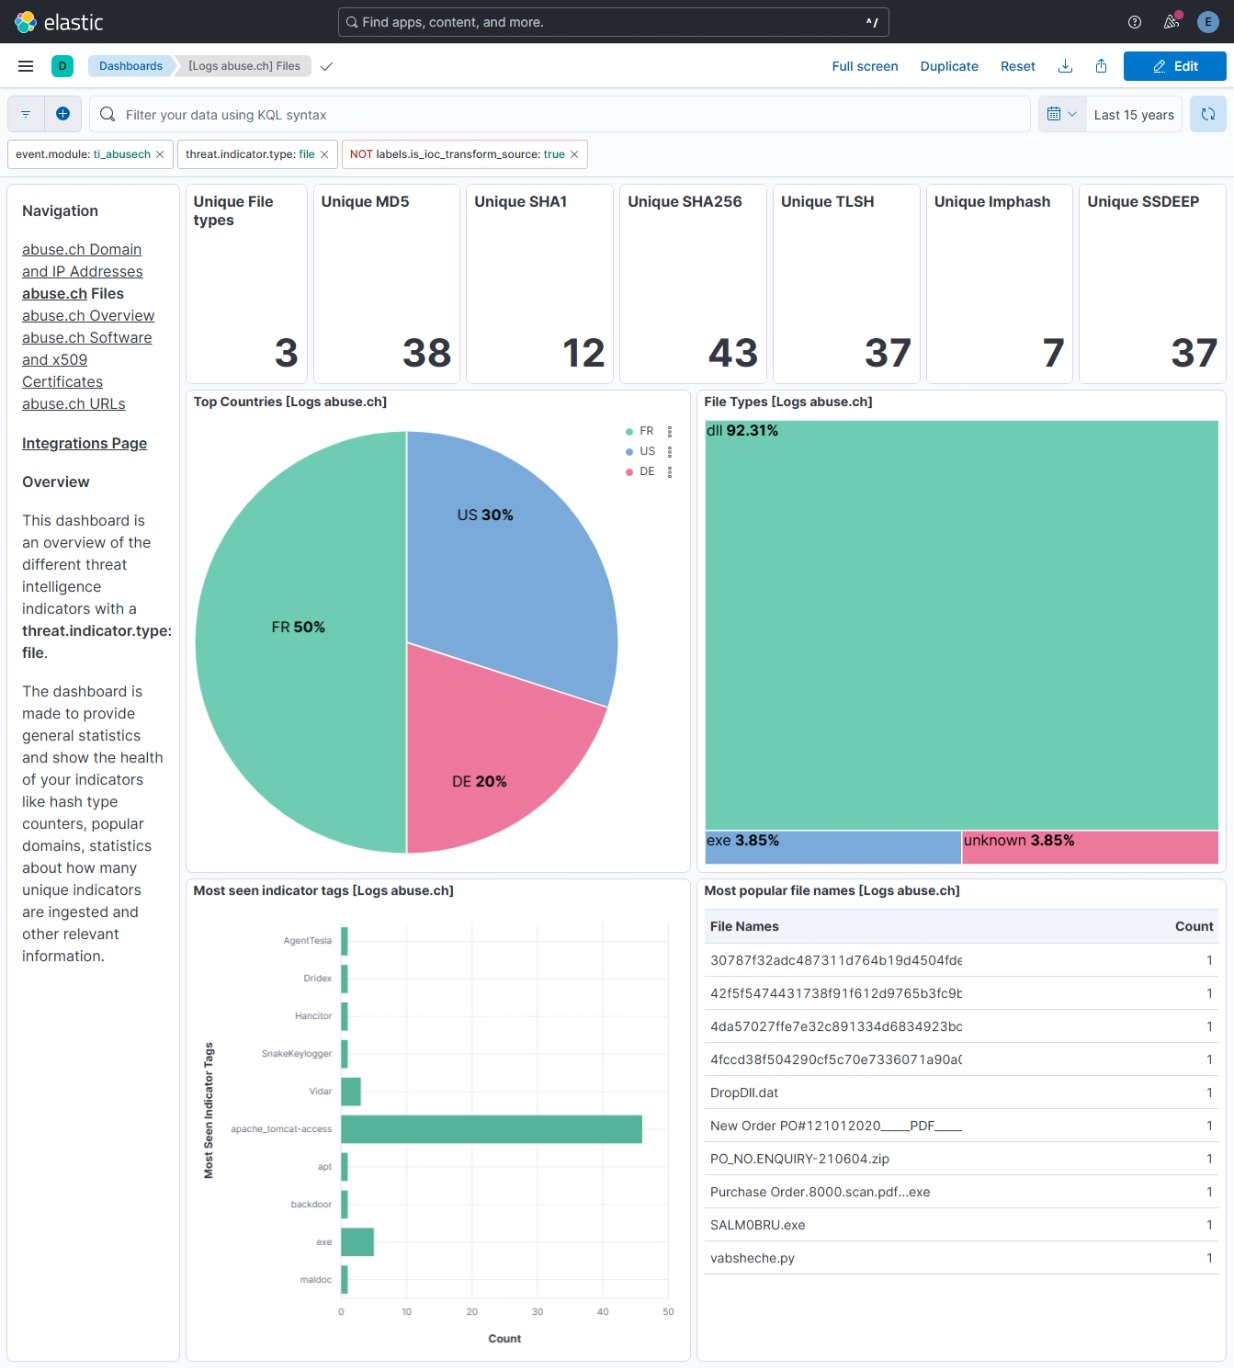 elastic
Find apps, content, and more.
^/
E
D
Dashboards
[Logs abuse.ch] Files
Full screen
Duplicate
Reset
Edit
Filter your data using KQL syntax
Last 15 years
event.module: ti_abusech ×
threat.indicator.type: file ×
NOT labels.is_ioc_transform_source: true ×
Navigation
abuse.ch Domain
and IP Addresses
abuse.ch Files
abuse.ch Overview
abuse.ch Software
and x509
Certificates
abuse.ch URLs
Integrations Page
Overview
This dashboard is
an overview of the
different threat
intelligence
indicators with a
threat.indicator.type:
file.
The dashboard is
made to provide
general statistics
and show the health
of your indicators
like hash type
counters, popular
domains, statistics
about how many
unique indicators
are ingested and
other relevant
information.
Unique File
types
3
Unique MD5
38
Unique SHA1
12
Unique SHA256
43
Unique TLSH
37
Unique Imphash
7
Unique SSDEEP
37
Top Countries [Logs abuse.ch]
FR
US
DE
US 30%
FR 50%
DE 20%
File Types [Logs abuse.ch]
dll 92.31%
exe 3.85%
unknown 3.85%
Most seen indicator tags [Logs abuse.ch]
Most Seen Indicator Tags
AgentTesla
Dridex
Hancitor
SnakeKeylogger
Vidar
apache_tomcat-access
apt
backdoor
exe
maldoc
0 10 20 30 40 50
Count
Most popular file names [Logs abuse.ch]
File Names Count
30787f32adc487311d764b19d4504fde 1
42f5f5474431738f91f612d9765b3fc9b 1
4da57027ffe7e32c891334d6834923bc 1
4fccd38f504290cf5c70e7336071a90a0 1
DropDll.dat 1
New Order PO#121012020_____PDF_____ 1
PO_NO.ENQUIRY-210604.zip 1
Purchase Order.8000.scan.pdf...exe 1
SALM0BRU.exe 1
vabsheche.py 1